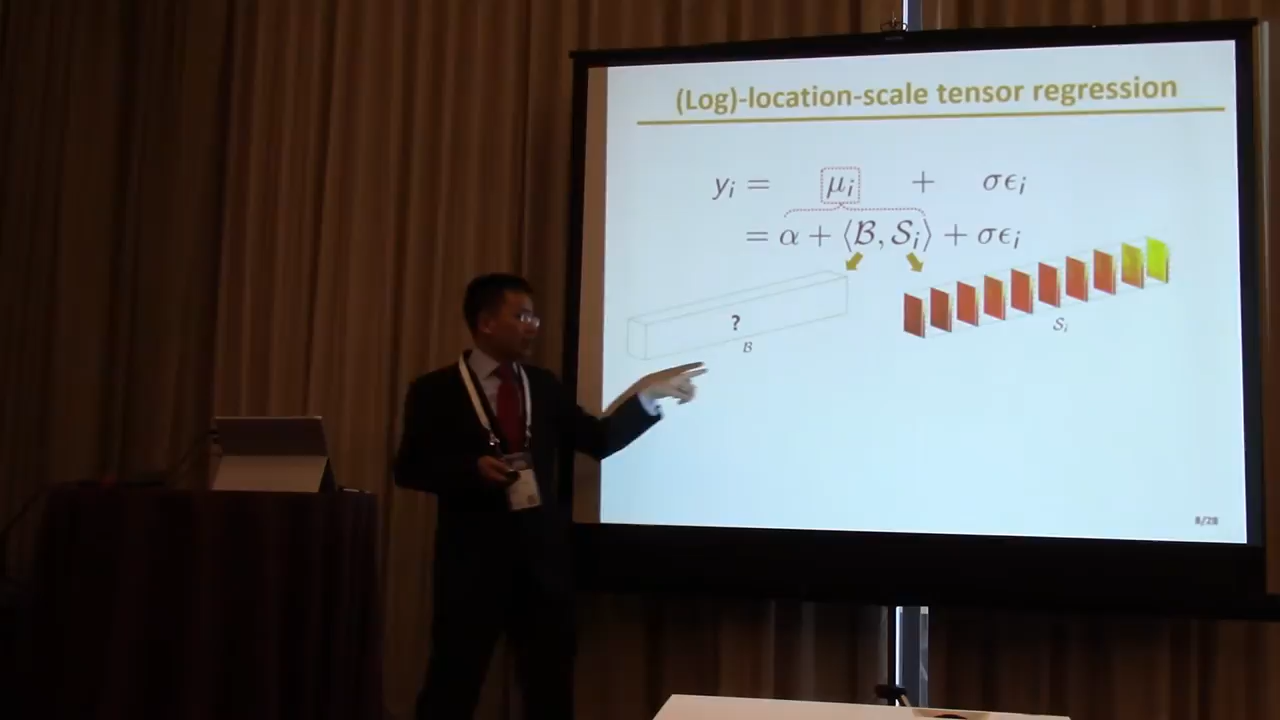 (Log)-location-scale tensor regression
yᵢ = μᵢ + σϵᵢ
= α + ⟨ℬ, 𝒮ᵢ⟩ + σϵᵢ
?
ℬ
𝒮ᵢ
8/28